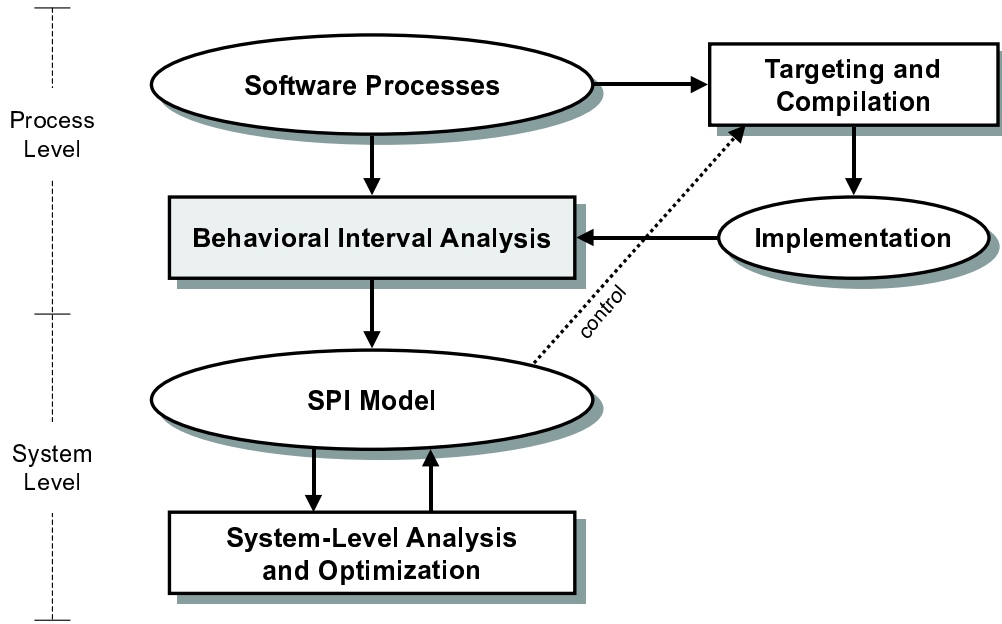 Software Processes
Targeting and
Compilation
Process
Level
Behavioral Interval Analysis
Implementation
control
SPI Model
System
Level
System-Level Analysis
and Optimization